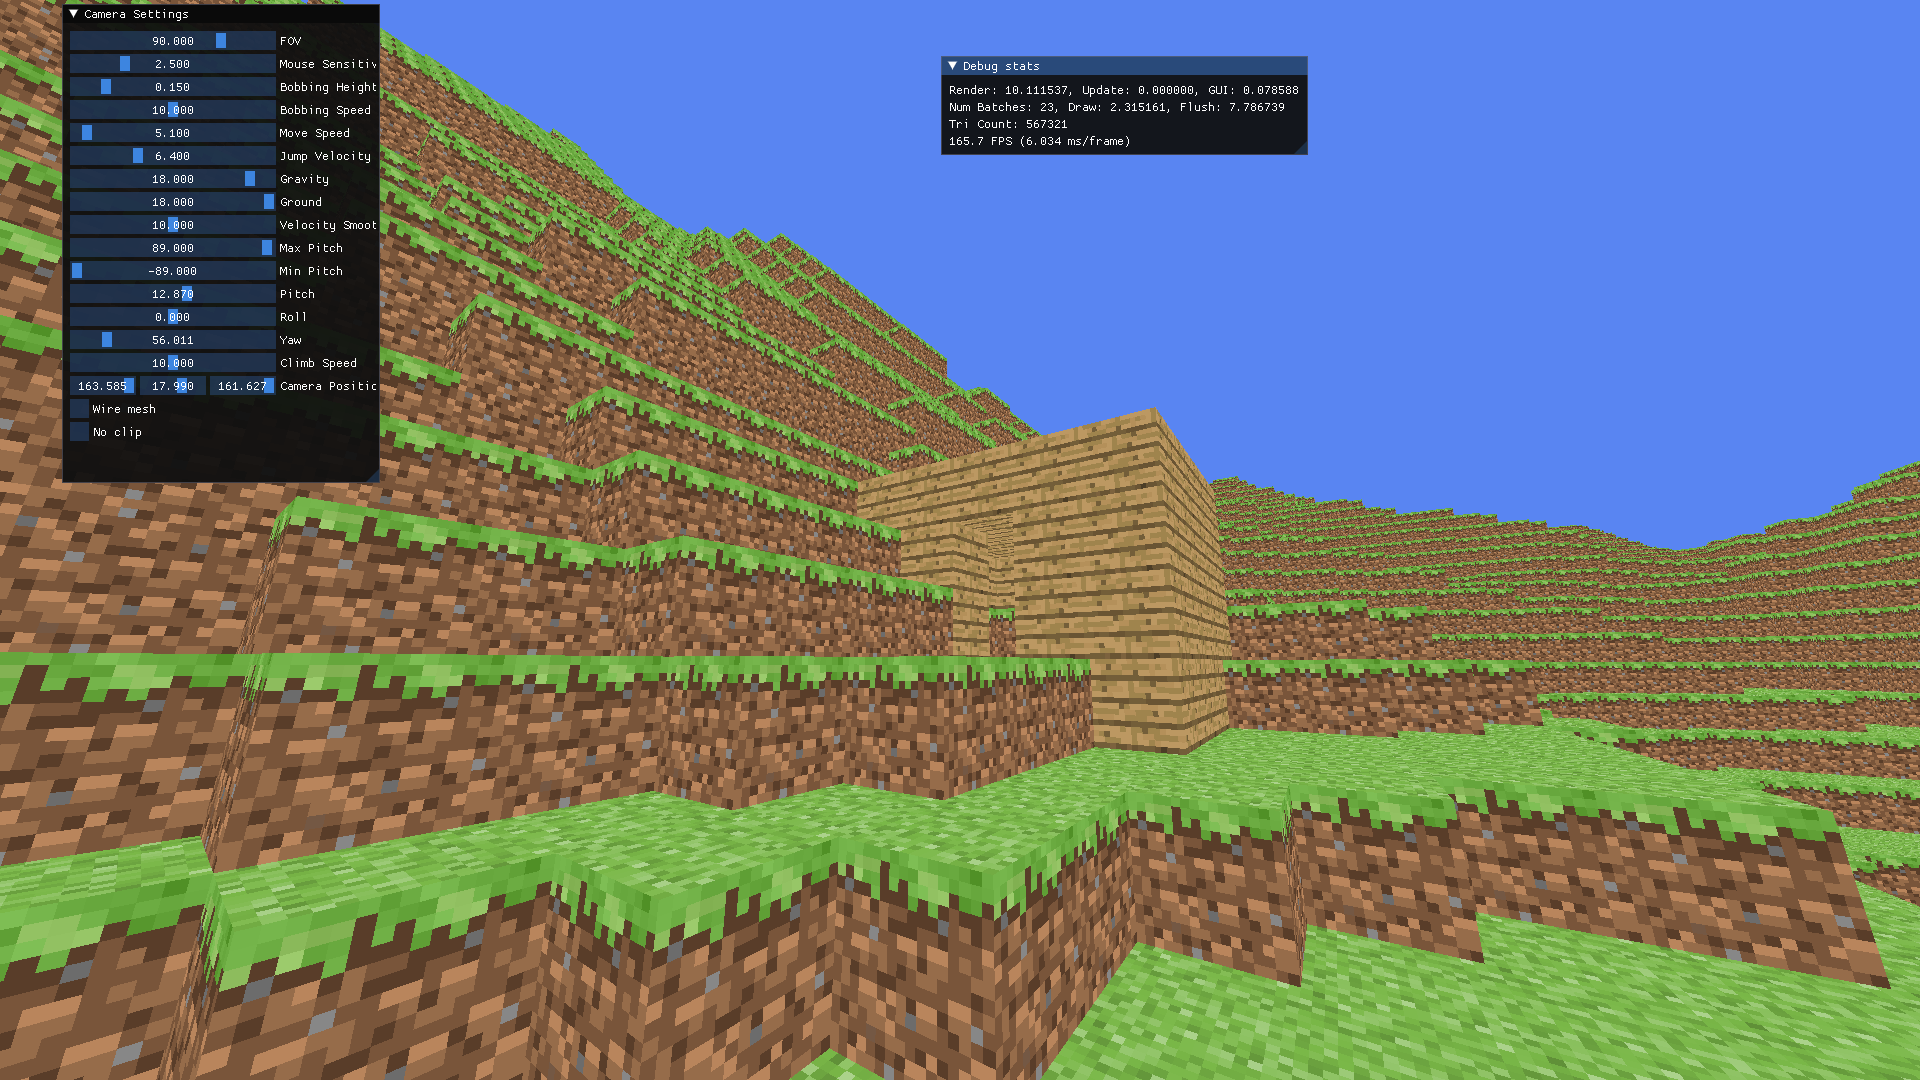 Camera Settings
90.000 FOV
2.500 Mouse Sensitiv
0.150 Bobbing Height
10.000 Bobbing Speed
5.100 Move Speed
6.400 Jump Velocity
18.000 Gravity
18.000 Ground
10.000 Velocity Smoot
89.000 Max Pitch
-89.000 Min Pitch
12.870 Pitch
0.000 Roll
56.011 Yaw
10.000 Climb Speed
163.585 17.990 161.627 Camera Positic
Wire mesh
No clip
Debug stats
Render: 10.111537, Update: 0.000000, GUI: 0.078588
Num Batches: 23, Draw: 2.315161, Flush: 7.786739
Tri Count: 567321
165.7 FPS (6.034 ms/frame)